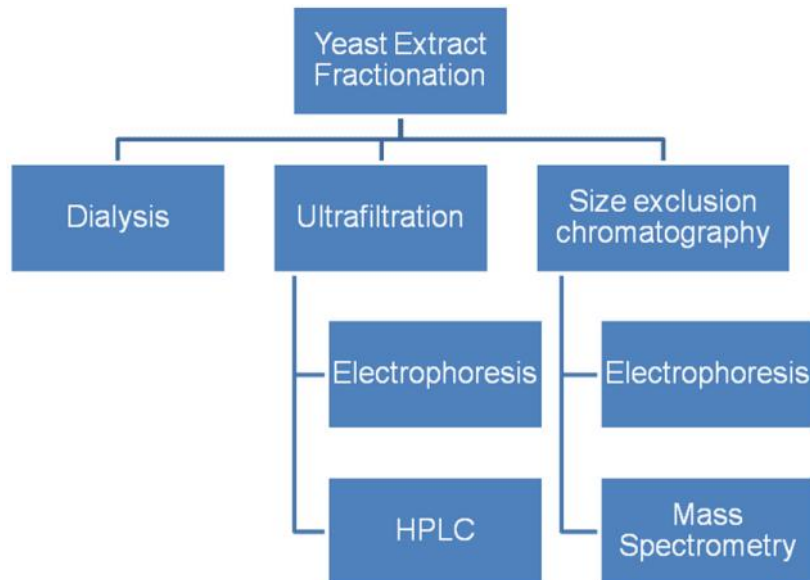 Yeast Extract
Fractionation
Dialysis
Ultrafiltration
Size exclusion
chromatography
Electrophoresis
Electrophoresis
HPLC
Mass
Spectrometry